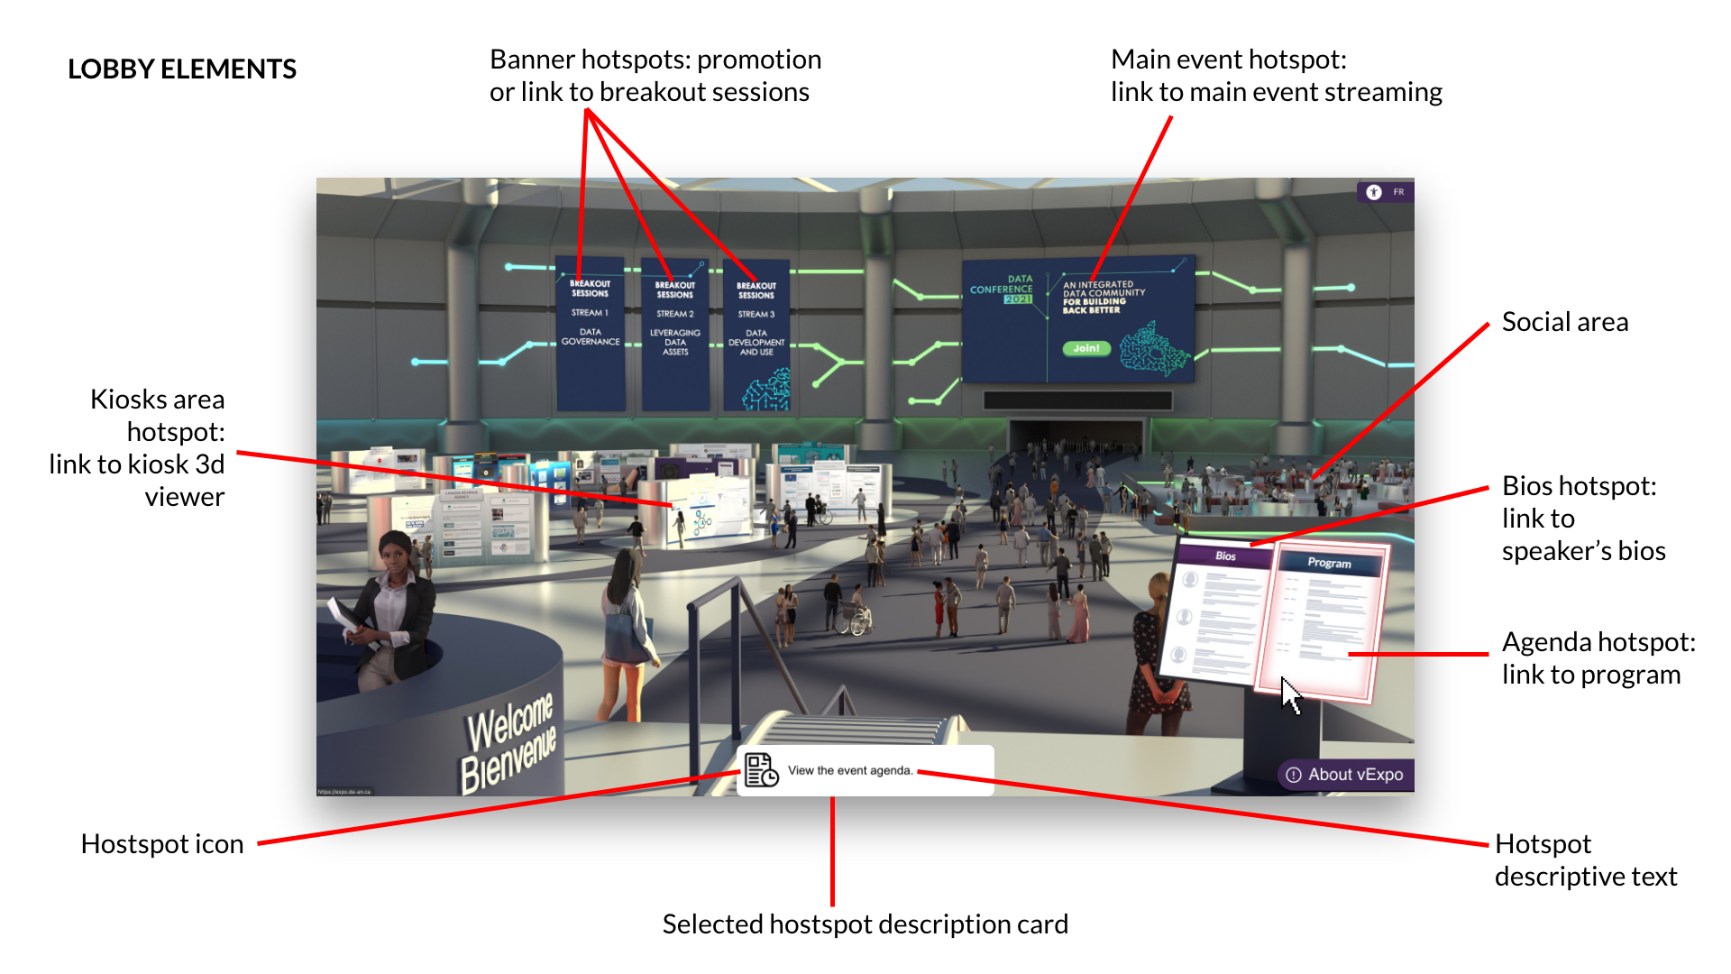 LOBBY ELEMENTS
Banner hotspots: promotion
or link to breakout sessions
Main event hotspot:
link to main event streaming
FR
BREAKOUT
SESSIONS
STREAM 1
DATA
GOVERNANCE
BREAKOUT
SESSIONS
STREAM 2
LEVERAGING
DATA
ASSETS
BREAKOUT
SESSIONS
STREAM 3
DATA
DEVELOPMENT
AND USE
DATA
CONFERENCE
2021
AN INTEGRATED
DATA COMMUNITY
FOR BUILDING
BACK BETTER
Join!
Social area
Kiosks area
hotspot:
link to kiosk 3d
viewer
Bios hotspot:
link to
speaker's bios
Bios
Program
Agenda hotspot:
link to program
Welcome
Bienvenue
View the event agenda.
About vExpo
Hostspot icon
Hotspot
descriptive text
Selected hostspot description card